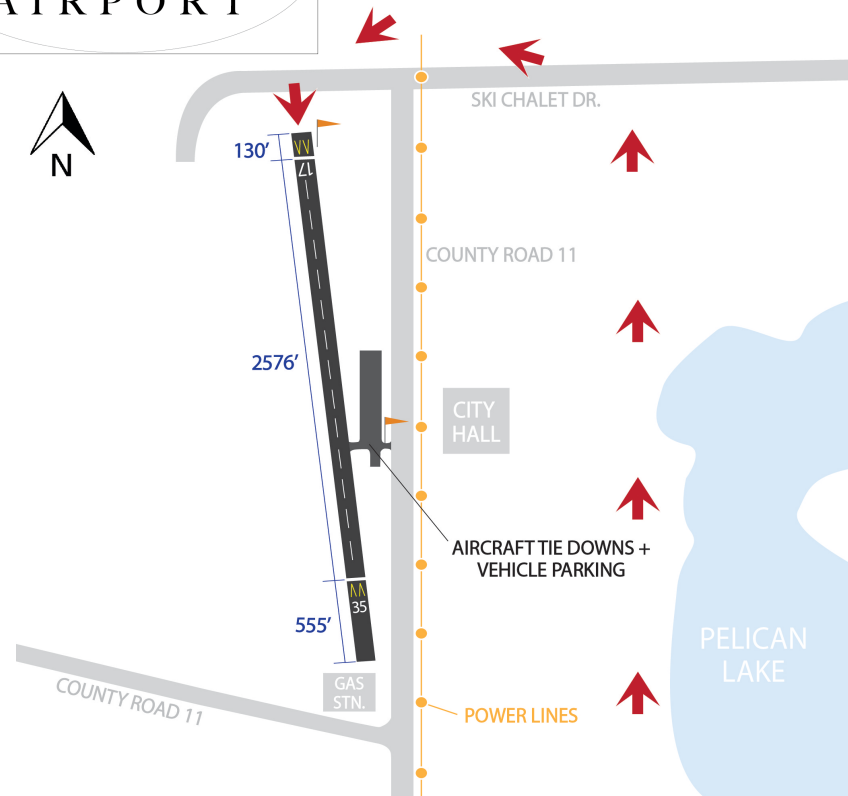 AIRPORT
SKI CHALET DR.
N
130’
17
COUNTY ROAD 11
2576’
CITY
HALL
AIRCRAFT TIE DOWNS +
VEHICLE PARKING
35
555’
PELICAN
LAKE
GAS
STN.
COUNTY ROAD 11
POWER LINES